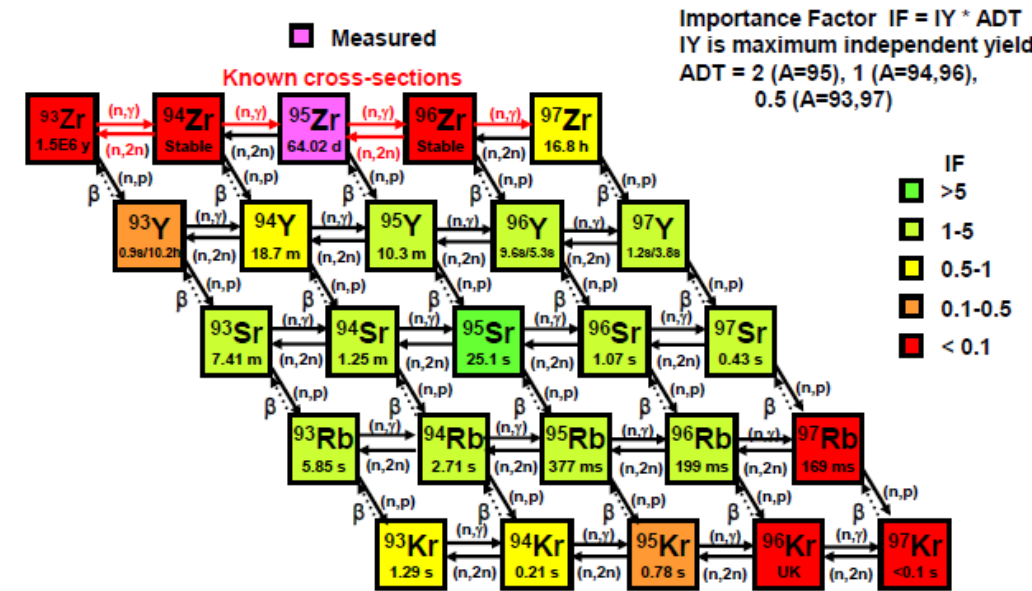 Importance Factor IF = IY * ADT
IY is maximum independent yield
ADT = 2 (A=95), 1 (A=94,96),
0.5 (A=93,97)
Measured
Known cross-sections
93Zr (n,γ) 94Zr (n,γ) 95Zr (n,γ) 96Zr (n,γ) 97Zr
1.5E6 y (n,2n) Stable (n,2n) 64.02 d (n,2n) Stable (n,2n) 16.8 h
β (n,p) β (n,p) β (n,p) β (n,p) β (n,p)
93Y (n,γ) 94Y (n,γ) 95Y (n,γ) 96Y (n,γ) 97Y
0.9s/10.2h (n,2n) 18.7 m (n,2n) 10.3 m (n,2n) 9.6s/5.3s (n,2n) 1.2s/3.8s
β (n,p) β (n,p) β (n,p) β (n,p) β (n,p)
93Sr (n,γ) 94Sr (n,γ) 95Sr (n,γ) 96Sr (n,γ) 97Sr
7.41 m (n,2n) 1.25 m (n,2n) 25.1 s (n,2n) 1.07 s (n,2n) 0.43 s
β (n,p) β (n,p) β (n,p) β (n,p) β (n,p)
93Rb (n,γ) 94Rb (n,γ) 95Rb (n,γ) 96Rb (n,γ) 97Rb
5.85 s (n,2n) 2.71 s (n,2n) 377 ms (n,2n) 199 ms (n,2n) 169 ms
β (n,p) β (n,p) β (n,p) β (n,p) β (n,p)
93Kr (n,γ) 94Kr (n,γ) 95Kr (n,γ) 96Kr (n,γ) 97Kr
1.29 s (n,2n) 0.21 s (n,2n) 0.78 s (n,2n) UK (n,2n) <0.1 s
IF
>5
1-5
0.5-1
0.1-0.5
< 0.1